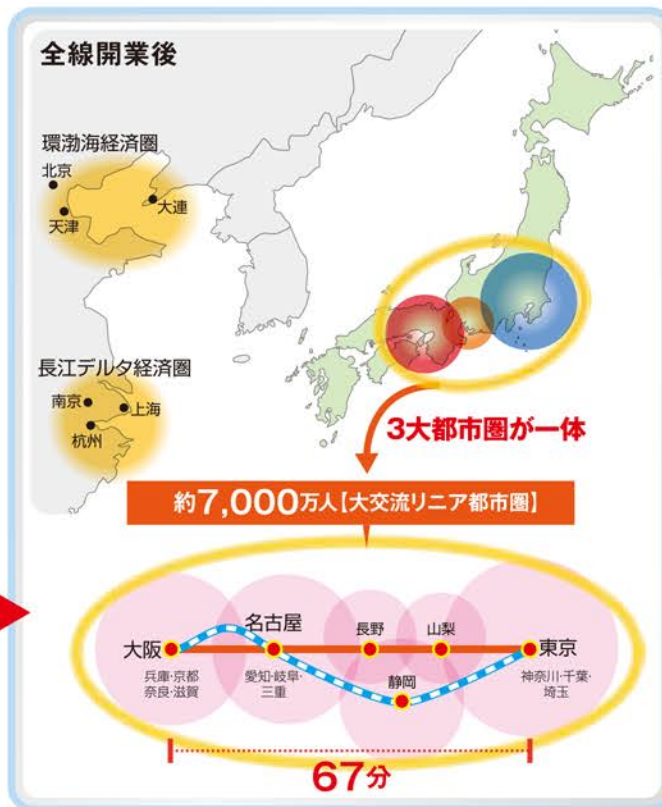 全線開業後
環渤海経済圏
北京
天津
大連
長江デルタ経済圏
南京
上海
杭州
3大都市圏が一体
約7,000万人【大交流リニア都市圏】
大阪
兵庫・京都
奈良・滋賀
名古屋
愛知・岐阜・
三重
長野
山梨
静岡
東京
神奈川・千葉・
埼玉
67分